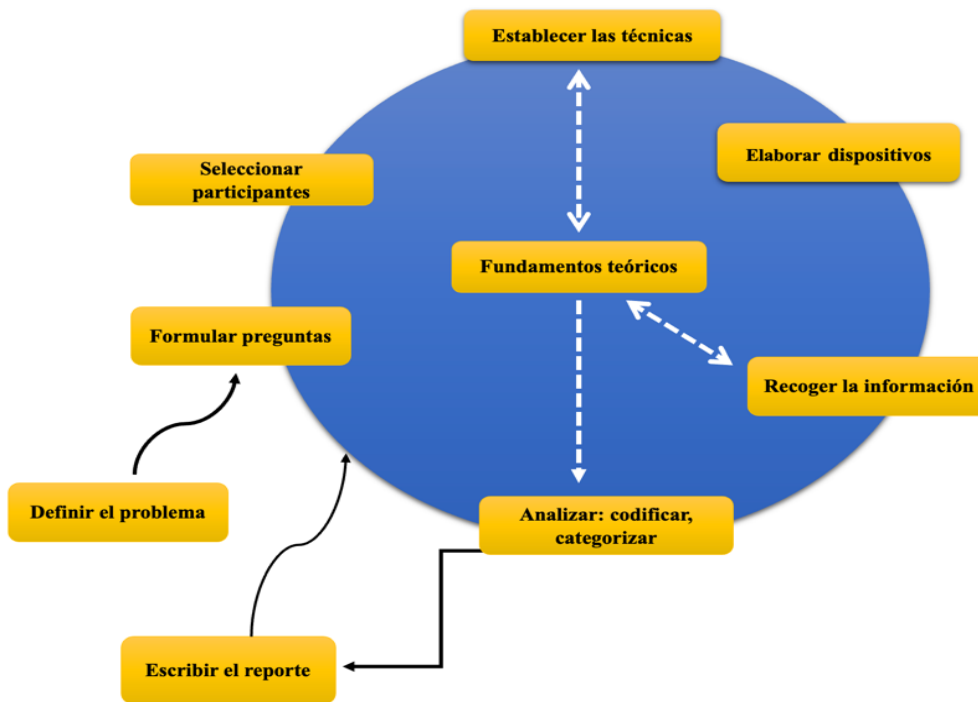 Establecer las técnicas
Elaborar dispositivos
Seleccionar
participantes
Fundamentos teóricos
Formular preguntas
Recoger la información
Definir el problema
Analizar: codificar,
categorizar
Escribir el reporte